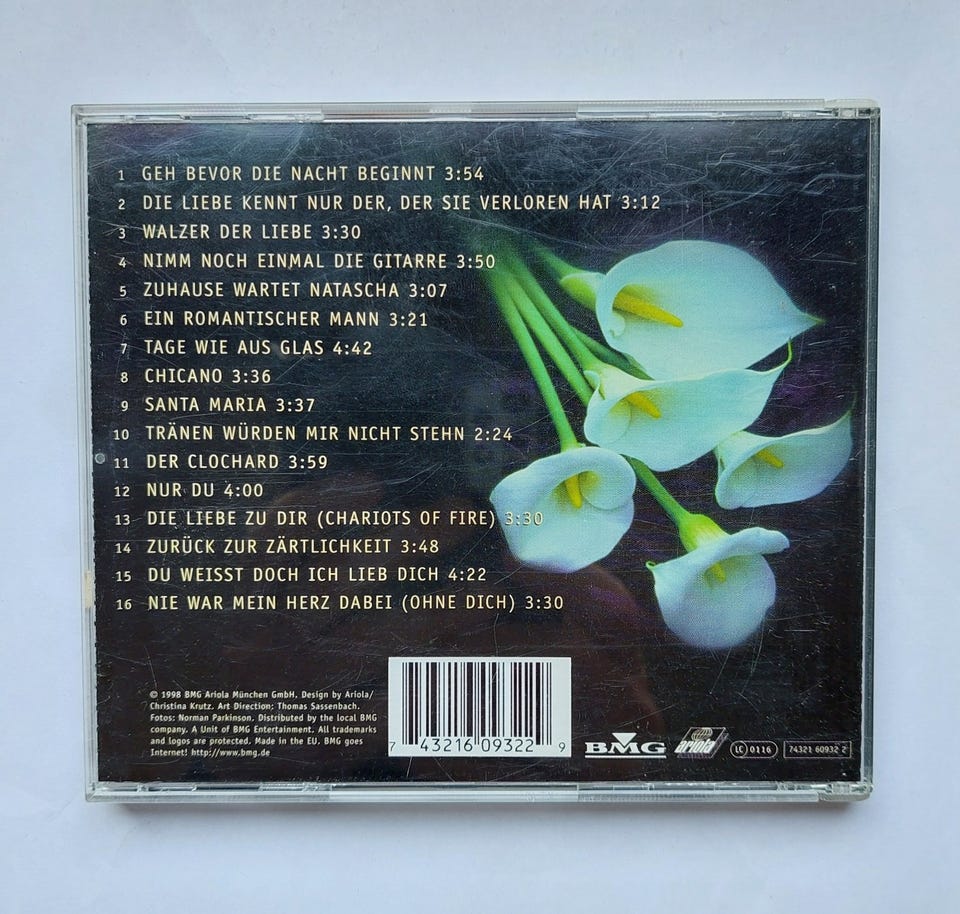 1 GEH BEVOR DIE NACHT BEGINNT 3:54
2 DIE LIEBE KENNT NUR DER, DER SIE VERLOREN HAT 3:12
3 WALZER DER LIEBE 3:30
4 NIMM NOCH EINMAL DIE GITARRE 3:50
5 ZUHAUSE WARTET NATASCHA 3:07
6 EIN ROMANTISCHER MANN 3:21
7 TAGE WIE AUS GLAS 4:42
8 CHICANO 3:36
9 SANTA MARIA 3:37
10 TRÄNEN WÜRDEN MIR NICHT STEHN 2:24
11 DER CLOCHARD 3:59
12 NUR DU 4:00
13 DIE LIEBE ZU DIR (CHARIOTS OF FIRE) 3:30
14 ZURÜCK ZUR ZÄRTLICHKEIT 3:48
15 DU WEISST DOCH ICH LIEB DICH 4:22
16 NIE WAR MEIN HERZ DABEI (OHNE DICH) 3:30
© 1998 BMG Ariola München GmbH. Design by Ariola/
Christina Krutz. Art Direction: Thomas Sassenbach.
Fotos: Norman Parkinson. Distributed by the local BMG
company. A Unit of BMG Entertainment. All trademarks
and logos are protected. Made in the EU. BMG goes
Internet! http://www.bmg.de
7 43216 09322 9
BMG
ariola
LC 0116
74321 60932 2